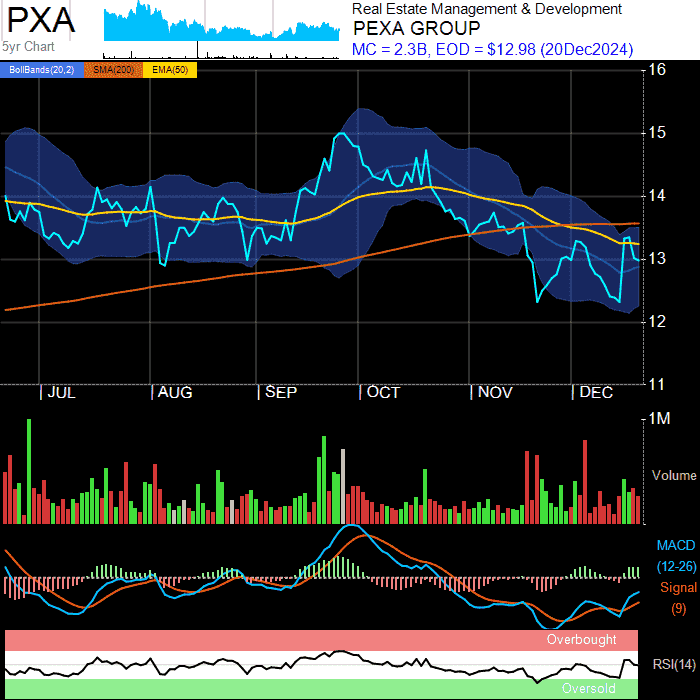 PXA
5yr Chart
Real Estate Management & Development
PEXA GROUP
MC = 2.3B, EOD = $12.98 (20Dec2024)
BollBands(20,2) SMA(200) EMA(50)
16
15
14
13
12
11
JUL AUG SEP OCT NOV DEC
1M
Volume
MACD
(12-26)
Signal
(9)
Overbought
RSI(14)
Oversold